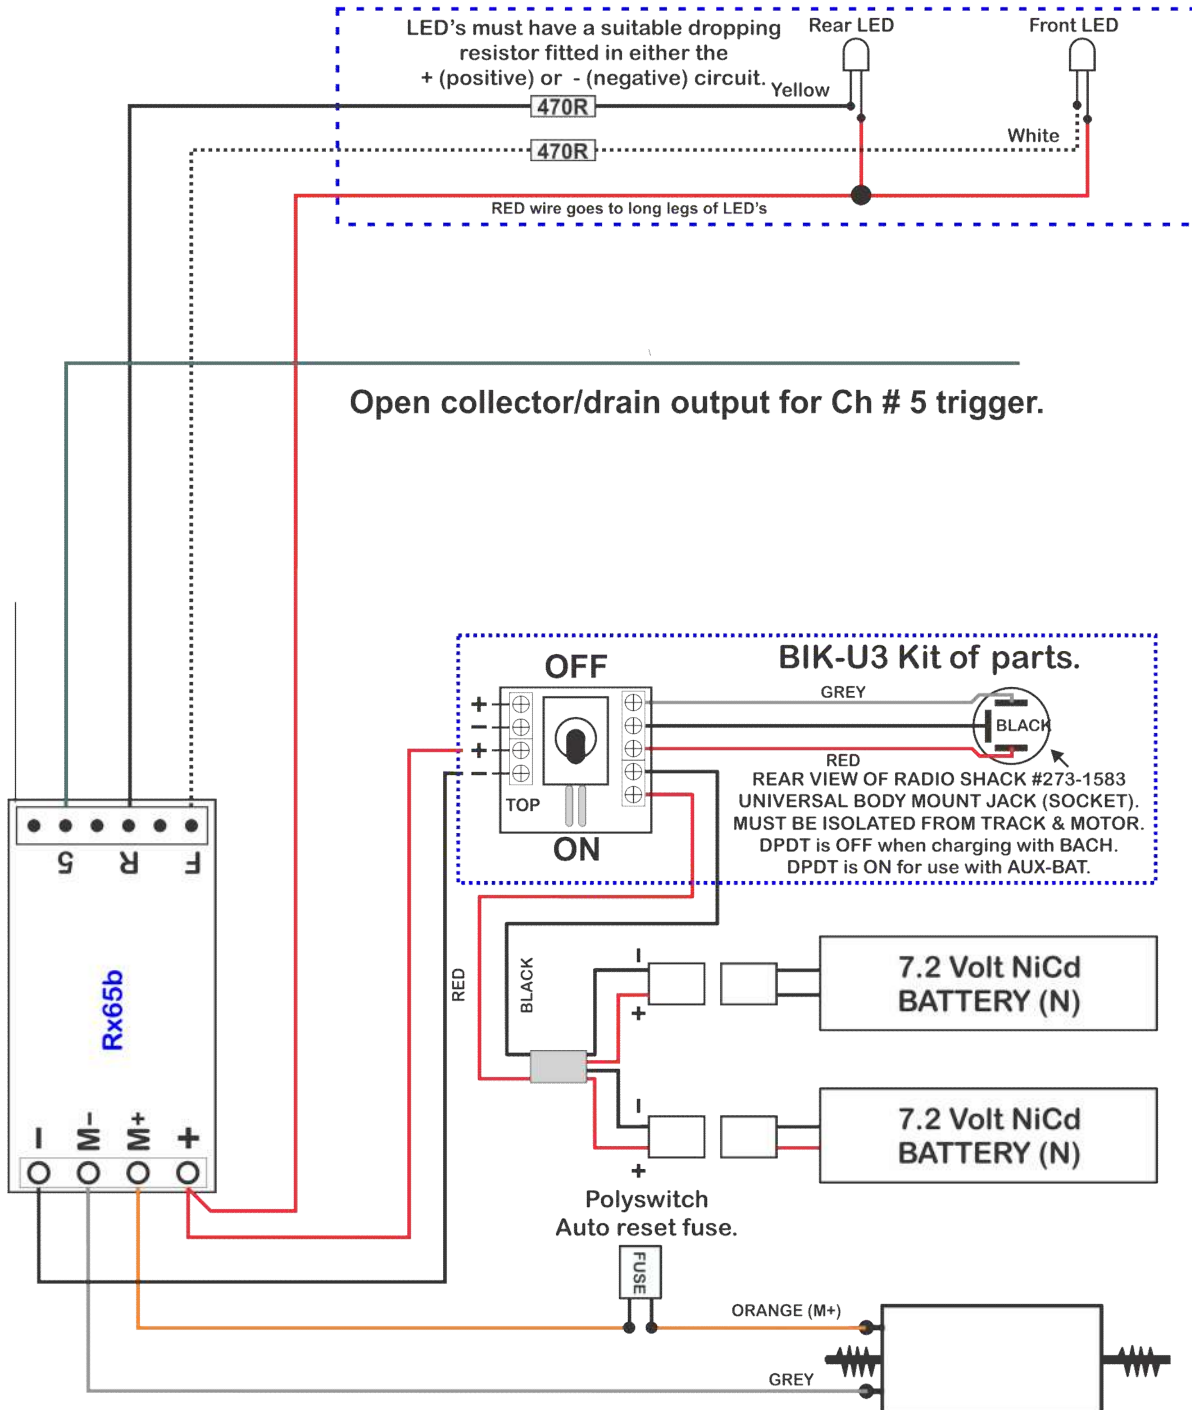 LED's must have a suitable dropping
resistor fitted in either the
+ (positive) or - (negative) circuit.
Rear LED
Front LED
Yellow
470R
White
470R
RED wire goes to long legs of LED's
Open collector/drain output for Ch # 5 trigger.
BIK-U3 Kit of parts.
OFF
GREY
+
−
+
−
BLACK
RED
TOP
ON
REAR VIEW OF RADIO SHACK #273-1583
UNIVERSAL BODY MOUNT JACK (SOCKET).
MUST BE ISOLATED FROM TRACK & MOTOR.
DPDT is OFF when charging with BACH.
DPDT is ON for use with AUX-BAT.
5
R
F
Rx65b
−
M−
M+
+
RED
BLACK
−
+
7.2 Volt NiCd
BATTERY (N)
−
+
7.2 Volt NiCd
BATTERY (N)
Polyswitch
Auto reset fuse.
FUSE
ORANGE (M+)
GREY